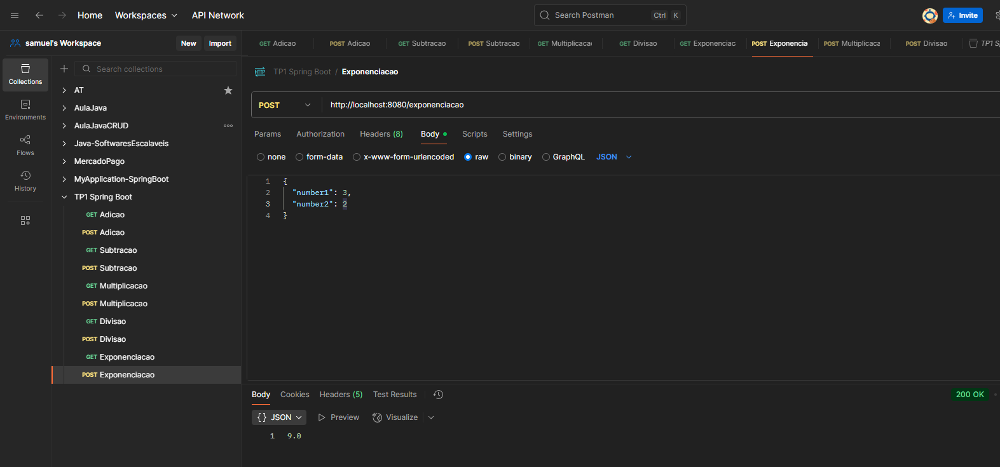 Home Workspaces API Network Search Postman Ctrl K Invite
samuel's Workspace New Import
GET Adicao POST Adicao GET Subtracao POST Subtracao GET Multiplicac GET Divisao GET Exponenciac POST Exponencia POST Multiplicaca POST Divisao TP1 S
Search collections
Collections
Environments
Flows
History
AT
AulaJava
AulaJavaCRUD
Java-SoftwaresEscalaveis
MercadoPago
MyApplication-SpringBoot
TP1 Spring Boot
GET Adicao
POST Adicao
GET Subtracao
POST Subtracao
GET Multiplicacao
POST Multiplicacao
GET Divisao
POST Divisao
GET Exponenciacao
POST Exponenciacao
HTTP TP1 Spring Boot / Exponenciacao
POST http://localhost:8080/exponenciacao
Params Authorization Headers (8) Body Scripts Settings
none form-data x-www-form-urlencoded raw binary GraphQL JSON
1 {
2 "number1": 3,
3 "number2": 2
4 }
Body Cookies Headers (5) Test Results 200 OK
{} JSON Preview Visualize
1 9.0